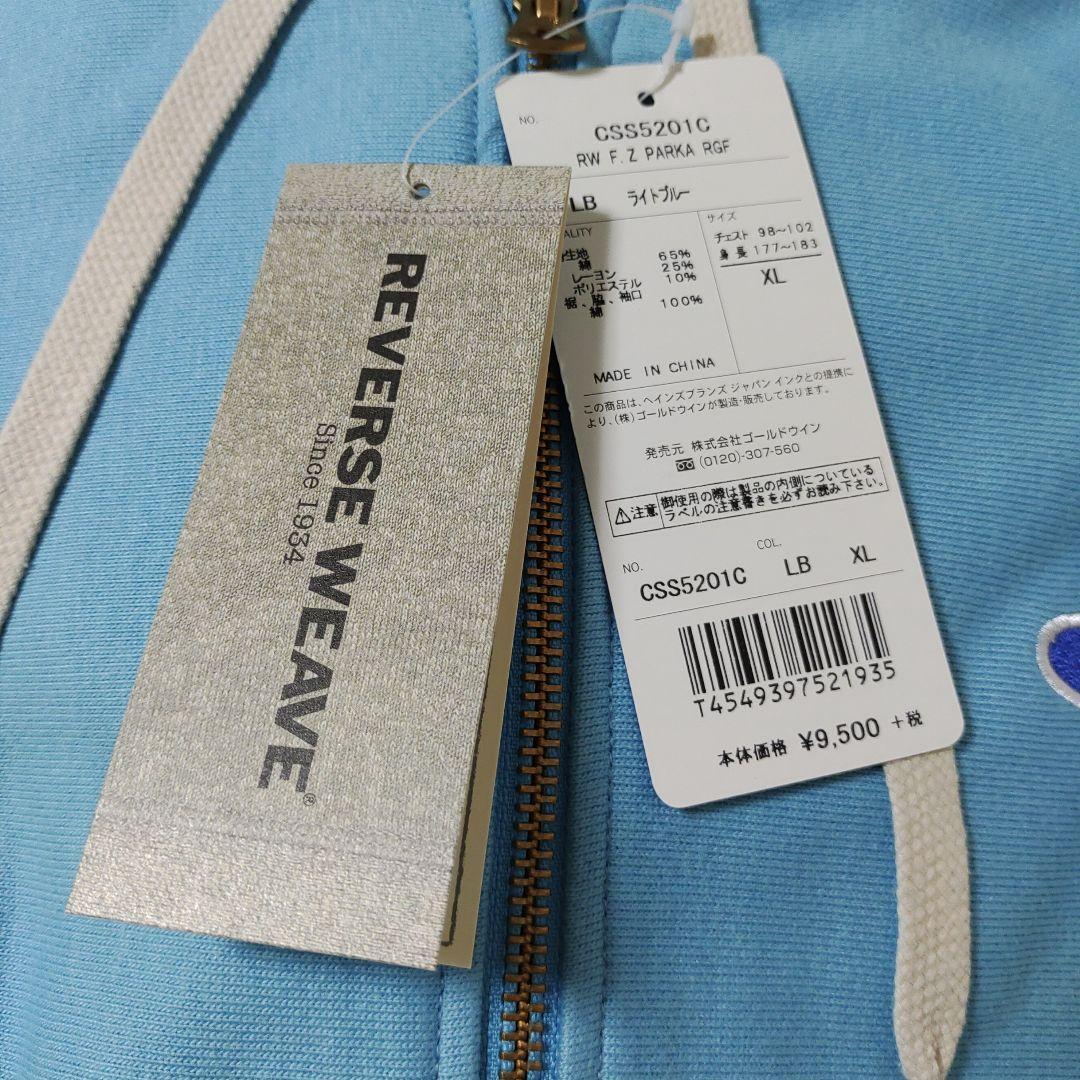 REVERSE WEAVE®
Since 1934
NO.
CSS5201C
RW F.Z PARKA RGF
LB ライトブルー
ALITY
サイズ
生地
綿 65%
レーヨン 25%
ポリエステル 10%
裾、脇、袖口
綿 100%
チェスト 98~102
身長 177~183
XL
MADE IN CHINA
この商品は、ヘインズブランズ ジャパン インクとの提携に
より、(株)ゴールドウインが製造・販売しております。
発売元 株式会社ゴールドウイン
(0120)-307-560
注意 御使用の際は製品の内側についている
ラベルの注意書きを必ずお読み下さい。
NO. COL.
CSS5201C LB XL
T4549397521935
本体価格 ¥9,500 +税